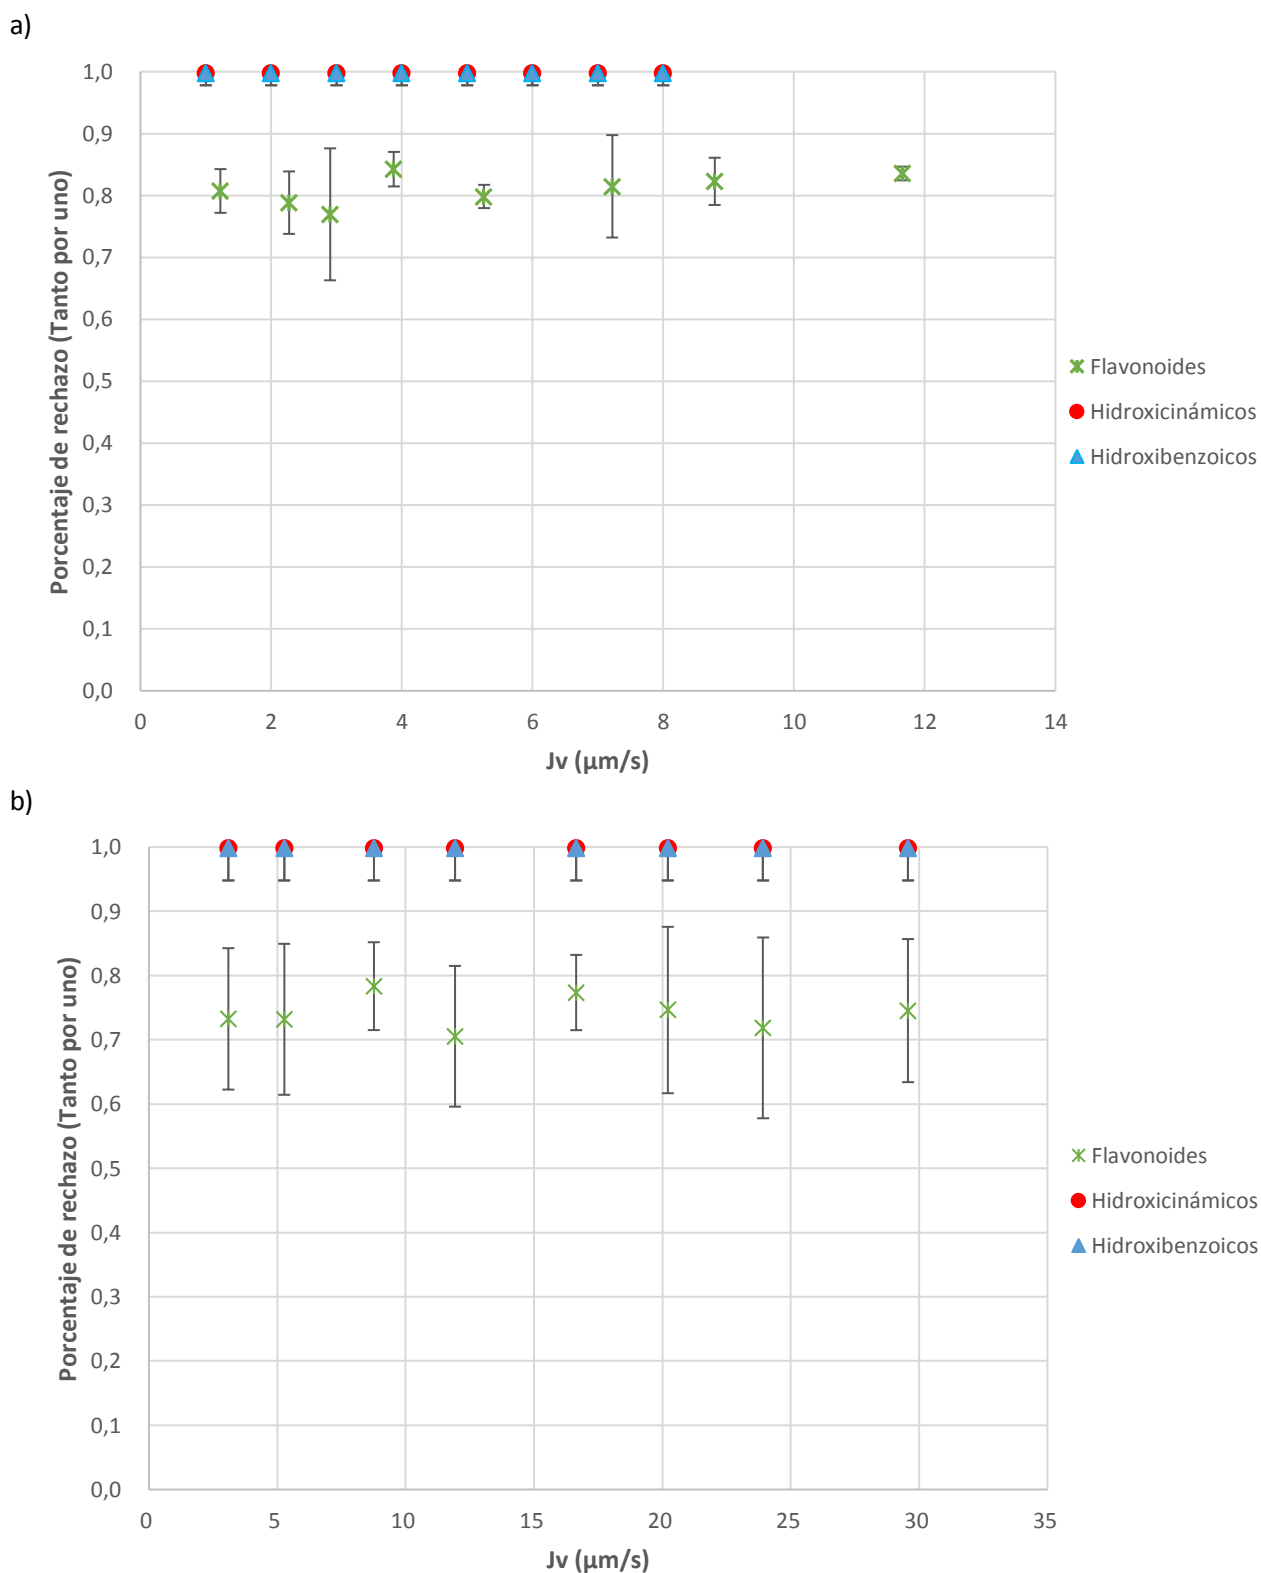 a)
1,0
0,9
0,8
0,7
0,6
0,5
0,4
0,3
0,2
0,1
0,0
Porcentaje de rechazo (Tanto por uno)
0 2 4 6 8 10 12 14
Jv (µm/s)
Flavonoides
Hidroxicinámicos
Hidroxibenzoicos
b)
1,0
0,9
0,8
0,7
0,6
0,5
0,4
0,3
0,2
0,1
0,0
Porcentaje de rechazo (Tanto por uno)
0 5 10 15 20 25 30 35
Jv (µm/s)
Flavonoides
Hidroxicinámicos
Hidroxibenzoicos